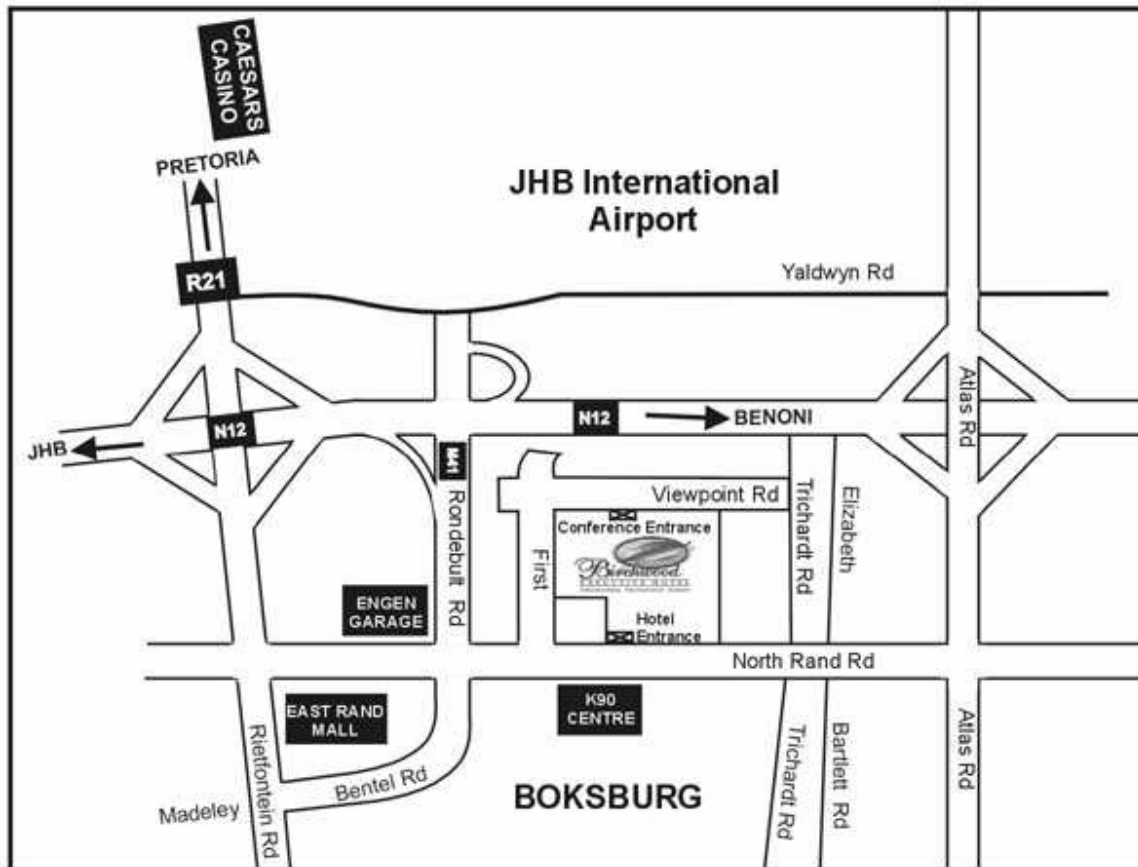 CAESARS
CASINO
PRETORIA
JHB International
Airport
R21
Yaldwyn Rd
Atlas Rd
N12
N12
BENONI
JHB
M41
Rondebult Rd
Viewpoint Rd
Trichardt Rd
Elizabeth
Conference Entrance
First
Birchwood
EXECUTIVE HOTEL
ENGEN
GARAGE
Hotel
Entrance
North Rand Rd
EAST RAND
MALL
K90
CENTRE
Rietfontein Rd
Bentel Rd
Madeley
BOKSBURG
Trichardt Rd
Bartlett Rd
Atlas Rd